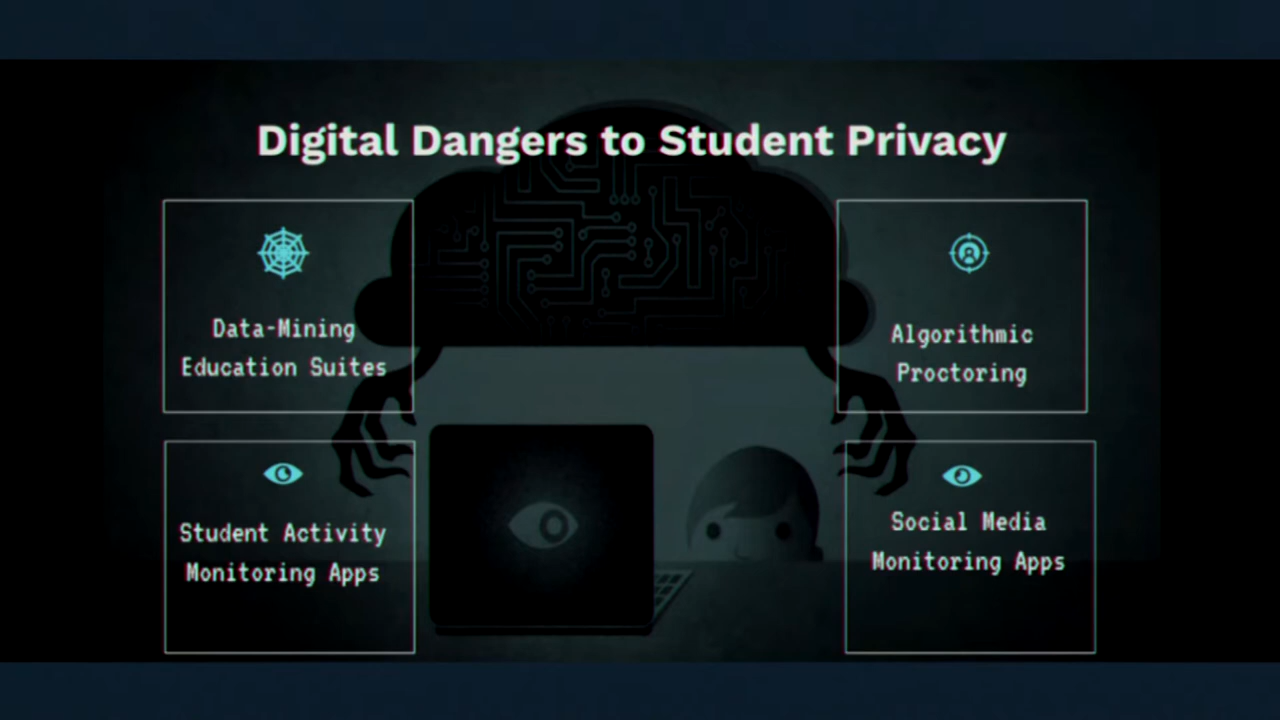 Digital Dangers to Student Privacy
Data-Mining
Education Suites
Algorithmic
Proctoring
Student Activity
Monitoring Apps
Social Media
Monitoring Apps